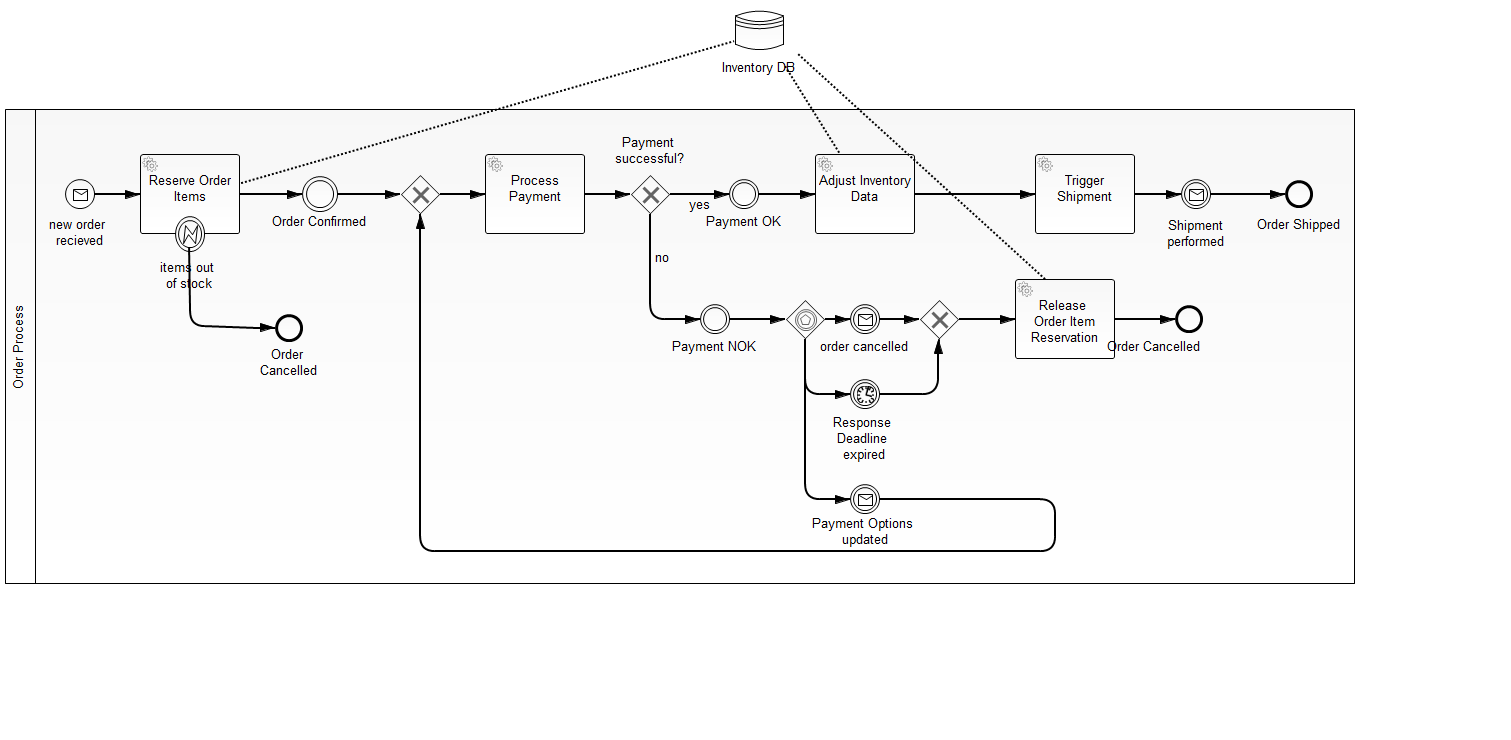 Inventory DB
Order Process
Payment
successful?
Reserve Order
Items
Process
Payment
Adjust Inventory
Data
Trigger
Shipment
new order
recieved
Order Confirmed
yes
Payment OK
Shipment
performed
Order Shipped
items out
of stock
no
Order
Cancelled
Payment NOK
order cancelled
Release
Order Item
Reservation
Order Cancelled
Response
Deadline
expired
Payment Options
updated